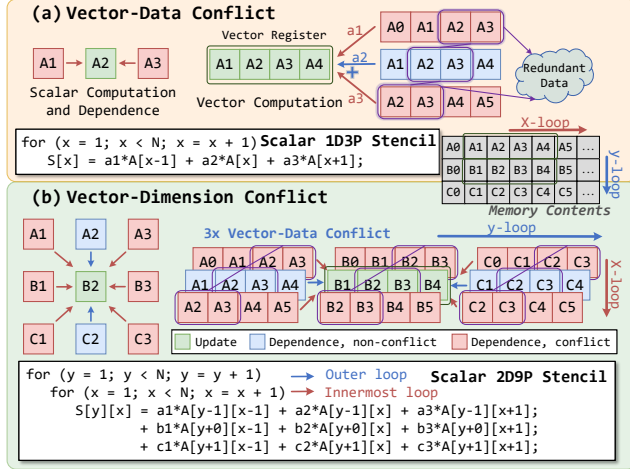 (a) Vector-Data Conflict
A1 A2 A3
Scalar Computation
and Dependence
Vector Register
A1 A2 A3 A4
Vector Computation
a1
a2
+
a3
A0 A1 A2 A3
A1 A2 A3 A4
A2 A3 A4 A5
Redundant
Data
for (x = 1; x < N; x = x + 1) Scalar 1D3P Stencil
S[x] = a1*A[x-1] + a2*A[x] + a3*A[x+1];
X-loop
y-loop
A0 A1 A2 A3 A4 A5 ...
B0 B1 B2 B3 B4 B5 ...
C0 C1 C2 C3 C4 C5 ...
Memory Contents
(b) Vector-Dimension Conflict
A1 A2 A3
B1 B2 B3
C1 C2 C3
3x Vector-Data Conflict
y-loop
X-loop
A0 A1 A2 A3 B0 B1 B2 B3 C0 C1 C2 C3
A1 A2 A3 A4 B1 B2 B3 B4 C1 C2 C3 C4
A2 A3 A4 A5 B2 B3 B4 B5 C2 C3 C4 C5
Update Dependence, non-conflict Dependence, conflict
for (y = 1; y < N; y = y + 1) Outer loop Scalar 2D9P Stencil
for (x = 1; x < N; x = x + 1) Innermost loop
S[y][x] = a1*A[y-1][x-1] + a2*A[y-1][x] + a3*A[y-1][x+1];
+ b1*A[y+0][x-1] + b2*A[y+0][x] + b3*A[y+0][x+1];
+ c1*A[y+1][x-1] + c2*A[y+1][x] + c3*A[y+1][x+1];